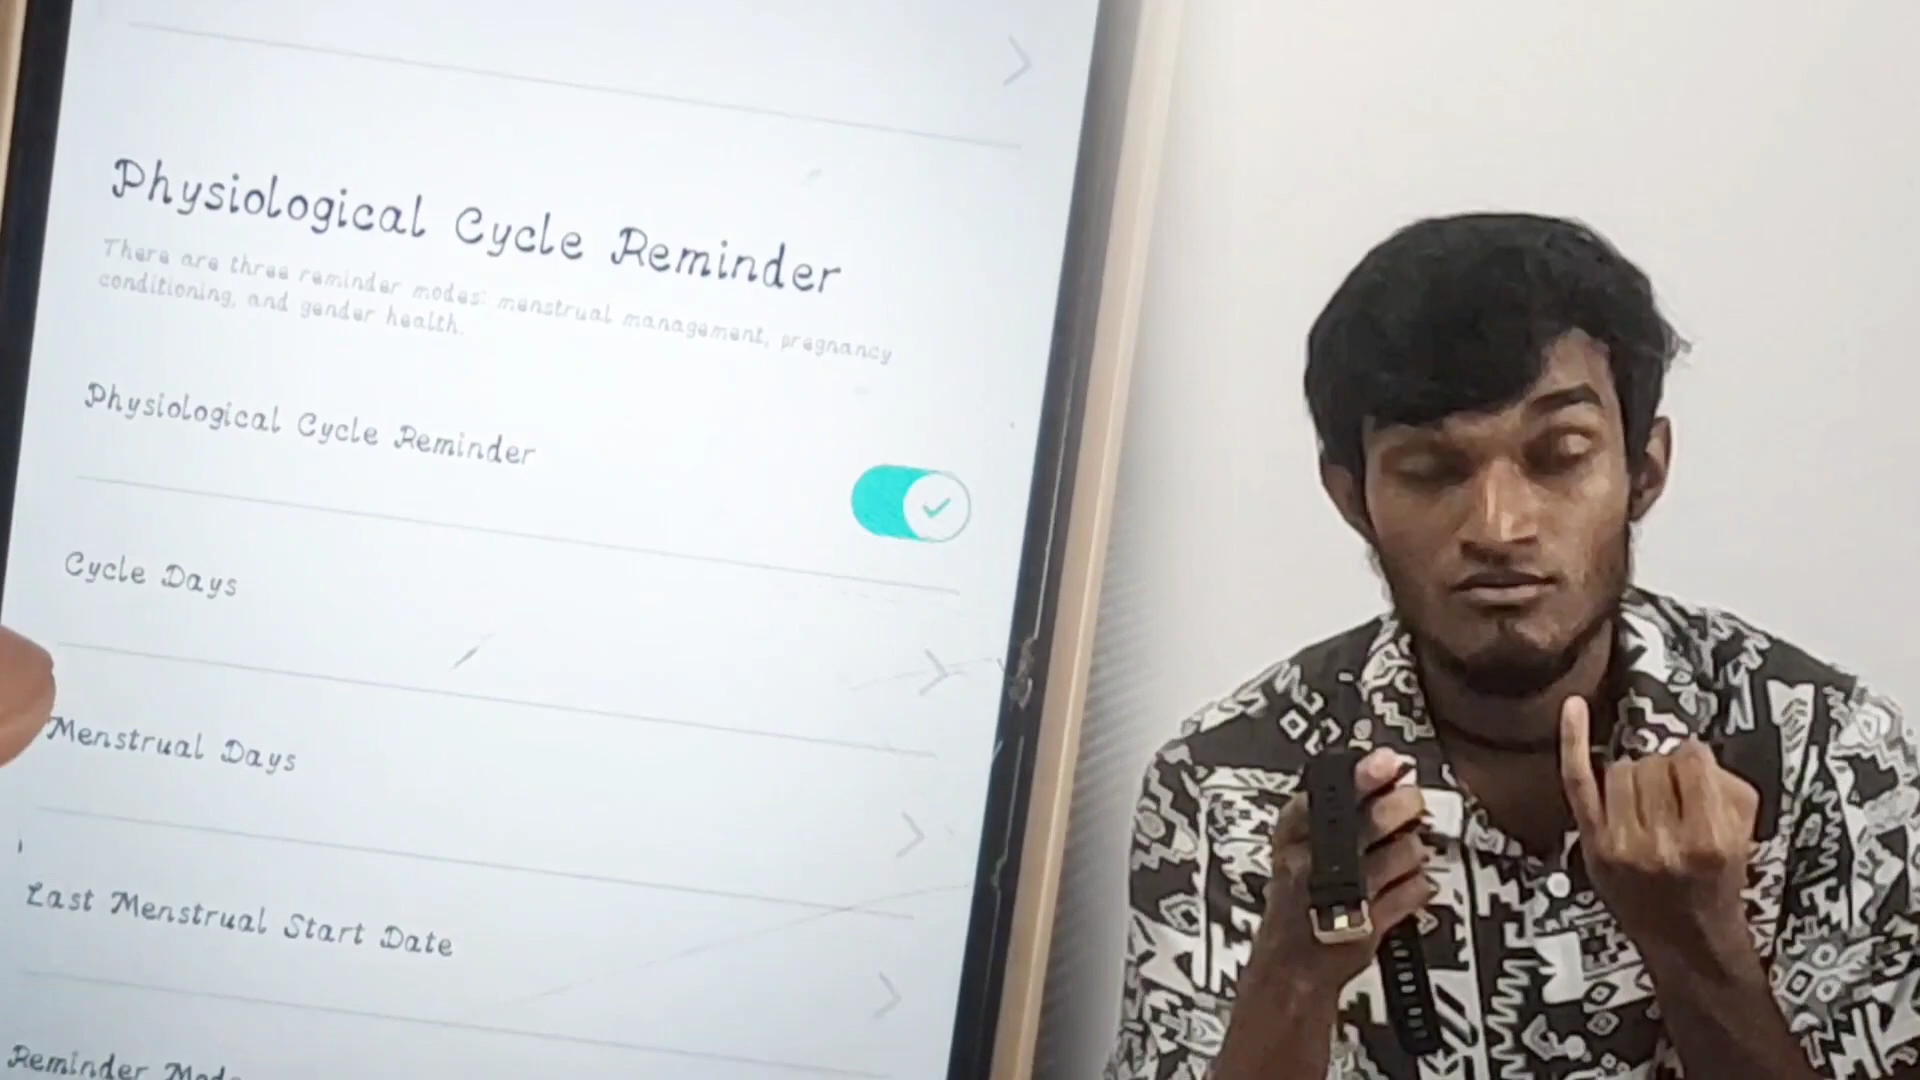 Physiological Cycle Reminder
There are three reminder modes: menstrual management, pregnancy
conditioning, and gender health.
Physiological Cycle Reminder
Cycle Days
Menstrual Days
Last Menstrual Start Date
Reminder